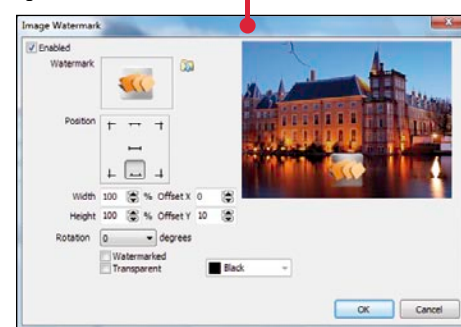 Image Watermark
Enabled
Watermark
Position
Width 100 % Offset X 0
Height 100 % Offset Y 10
Rotation 0 degrees
Watermarked
Transparent Black
OK Cancel